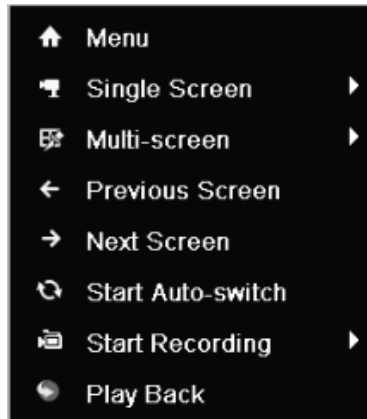 Menu
Single Screen
Multi-screen
Previous Screen
Next Screen
Start Auto-switch
Start Recording
Play Back